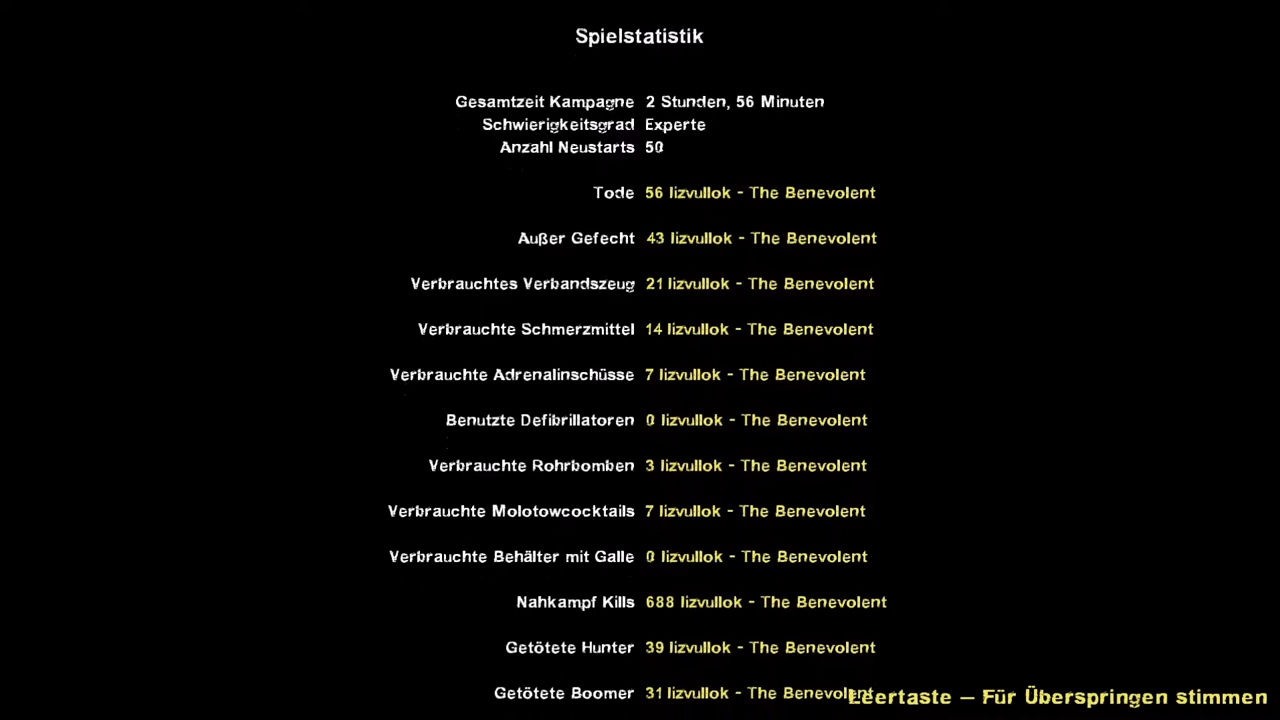 Spielstatistik
Gesamtzeit Kampagne 2 Stunden, 56 Minuten
Schwierigkeitsgrad Experte
Anzahl Neustarts 50
Tode 56 lizvullok - The Benevolent
Außer Gefecht 43 lizvullok - The Benevolent
Verbrauchtes Verbandszeug 21 lizvullok - The Benevolent
Verbrauchte Schmerzmittel 14 lizvullok - The Benevolent
Verbrauchte Adrenalinschüsse 7 lizvullok - The Benevolent
Benutzte Defibrillatoren 0 lizvullok - The Benevolent
Verbrauchte Rohrbomben 3 lizvullok - The Benevolent
Verbrauchte Molotowcocktails 7 lizvullok - The Benevolent
Verbrauchte Behälter mit Galle 0 lizvullok - The Benevolent
Nahkampf Kills 688 lizvullok - The Benevolent
Getötete Hunter 39 lizvullok - The Benevolent
Getötete Boomer 31 lizvullok - The Benevolent
Leertaste – Für Überspringen stimmen